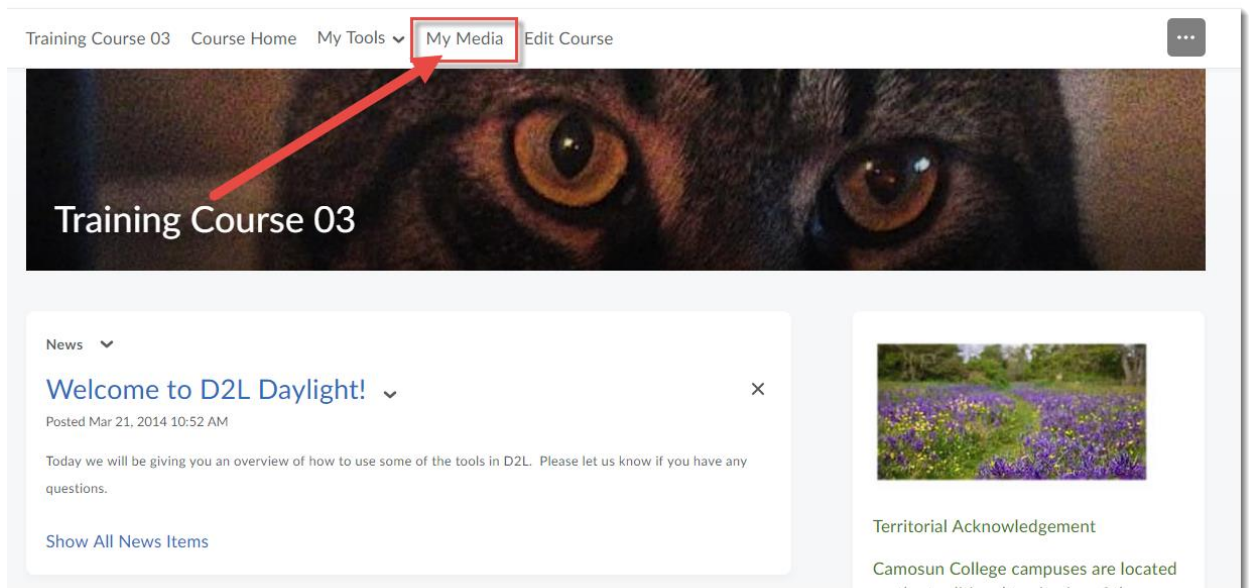 Training Course 03 Course Home My Tools My Media Edit Course
Training Course 03
News
Welcome to D2L Daylight!
Posted Mar 21, 2014 10:52 AM
Today we will be giving you an overview of how to use some of the tools in D2L. Please let us know if you have any
questions.
Show All News Items
Territorial Acknowledgement
Camosun College campuses are located